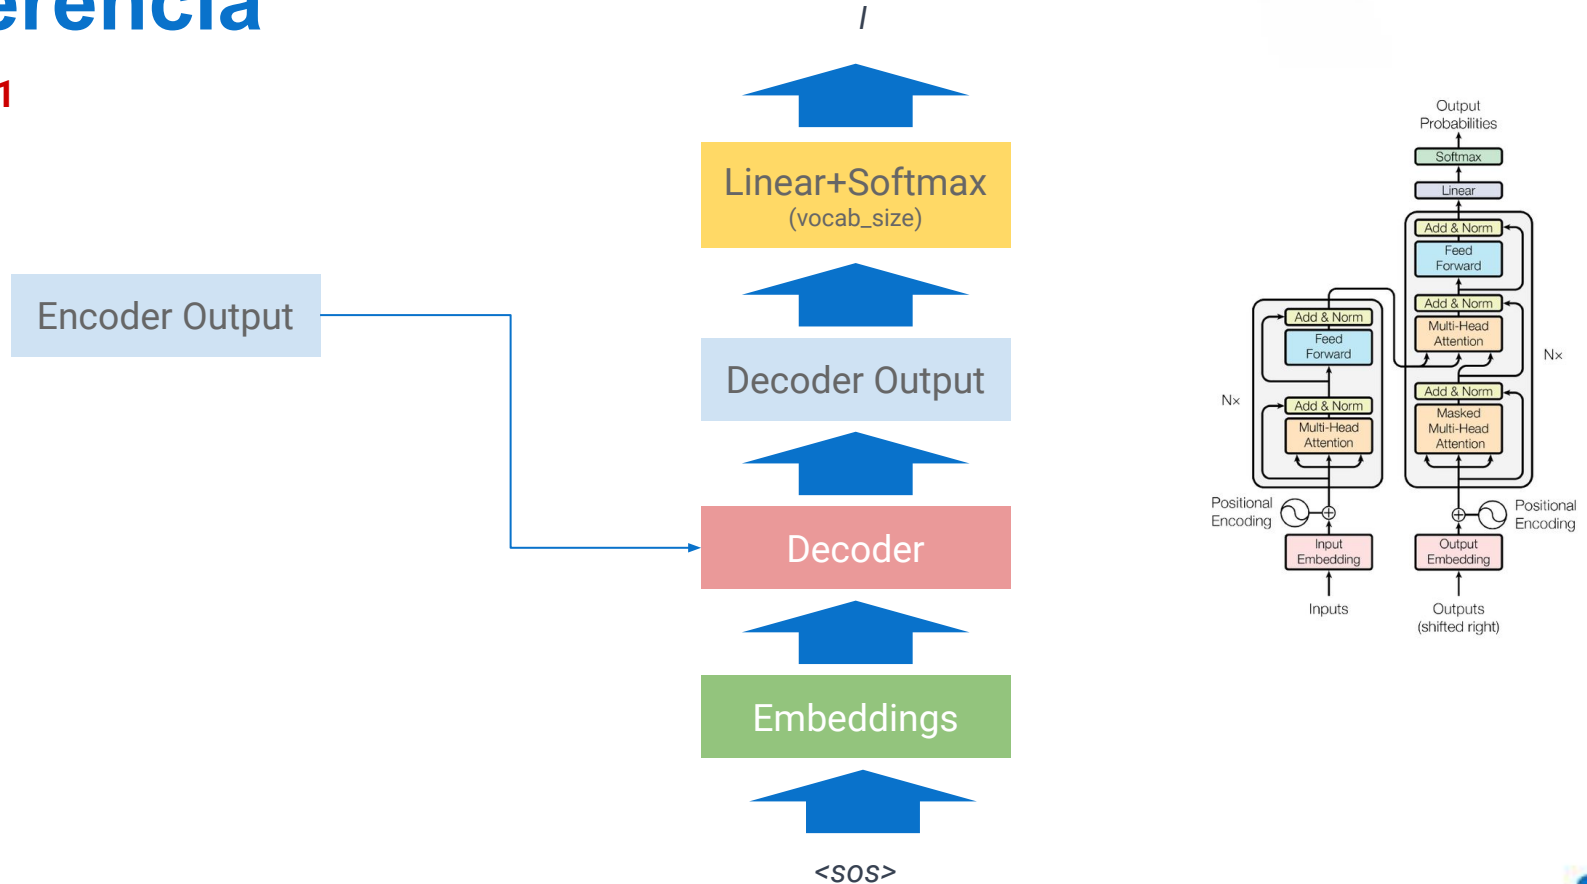 erencia
1
I
Linear+Softmax
(vocab_size)
Encoder Output
Decoder Output
Decoder
Embeddings
<sos>
Output
Probabilities
Softmax
Linear
Add & Norm
Feed
Forward
Add & Norm
Multi-Head
Attention
Nx
Add & Norm
Masked
Multi-Head
Attention
Add & Norm
Feed
Forward
Nx
Add & Norm
Multi-Head
Attention
Positional
Encoding
Positional
Encoding
Input
Embedding
Output
Embedding
Inputs
Outputs
(shifted right)